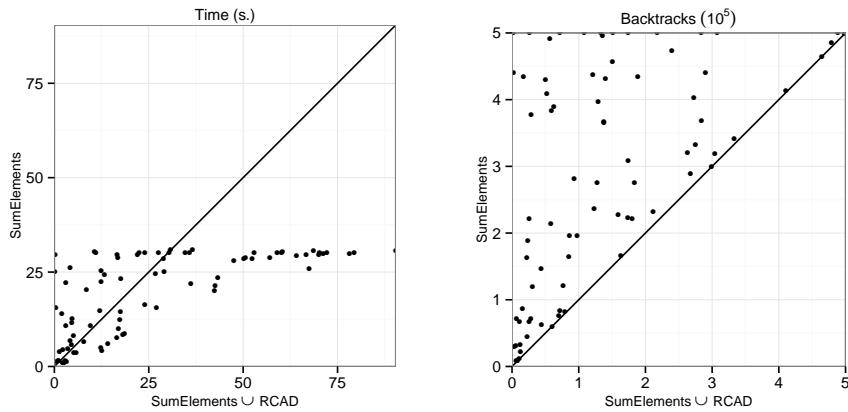 Time (s.)
75
50
25
0
0 25 50 75
SumElements
SumElements ∪ RCAD
Backtracks (10⁵)
5
4
3
2
1
0
0 1 2 3 4 5
SumElements
SumElements ∪ RCAD